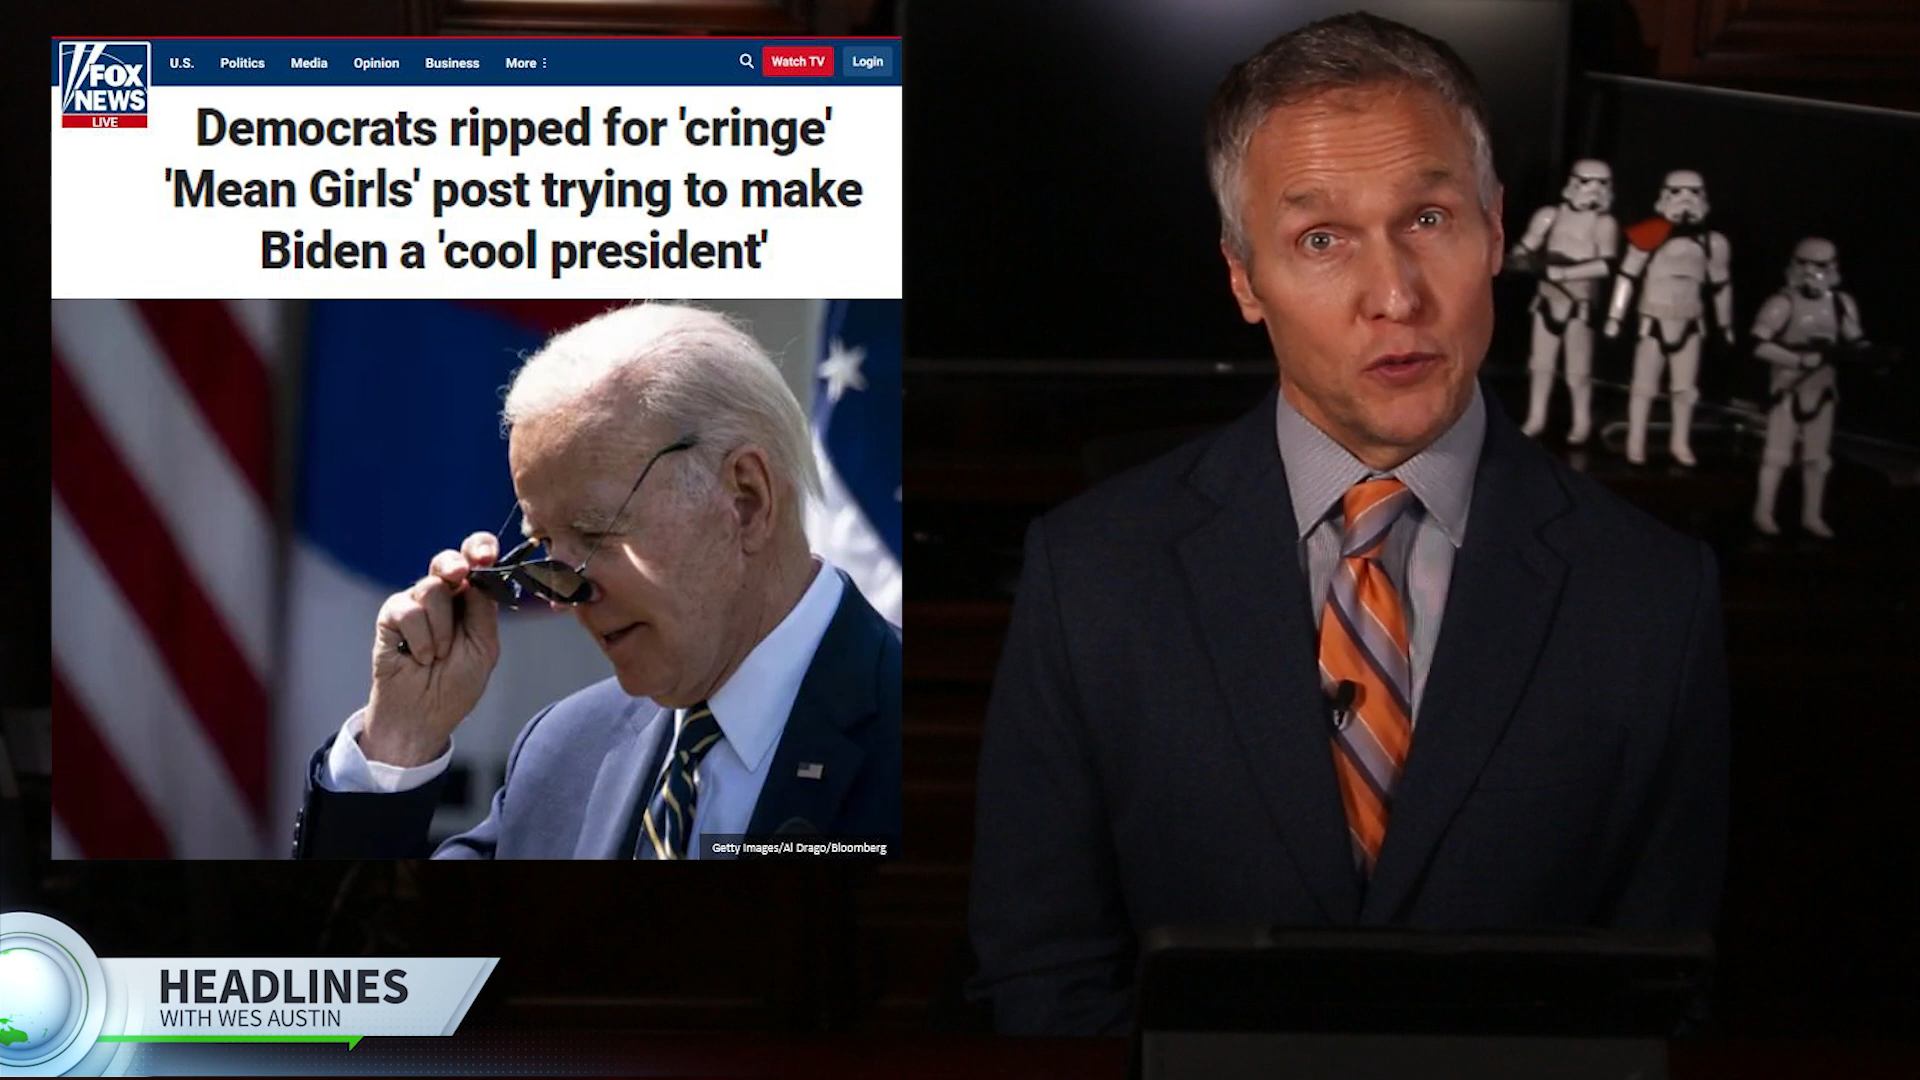 FOX
NEWS
LIVE
U.S. Politics Media Opinion Business More Watch TV Login
Democrats ripped for 'cringe'
'Mean Girls' post trying to make
Biden a 'cool president'
Getty Images/Al Drago/Bloomberg
HEADLINES
WITH WES AUSTIN